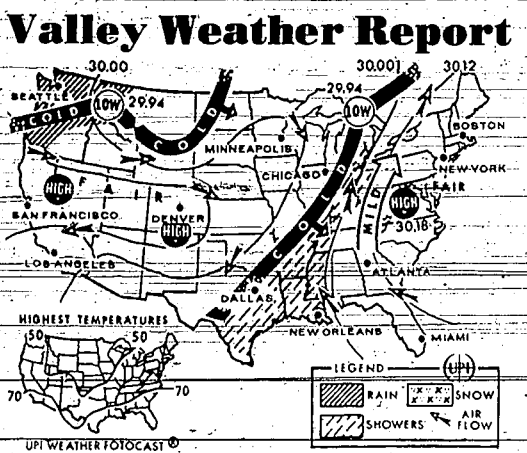 Valley Weather Report
30.00
30.001
30.12
SEATTLE
LOW
29.94
COLD
COLD
29.94
LOW
BOSTON
MINNEAPOLIS
CHICAGO
NEW YORK
HIGH
FAIR
FAIR
HIGH
MILD
COLD
SAN FRANCISCO
DENVER
HIGH
30.18
LOS ANGELES
ATLANTA
DALLAS
NEW ORLEANS
MIAMI
HIGHEST TEMPERATURES
50
50
70
70
LEGEND
UPI
RAIN
SNOW
SHOWERS
AIR
FLOW
UPI WEATHER FOTOCAST ®